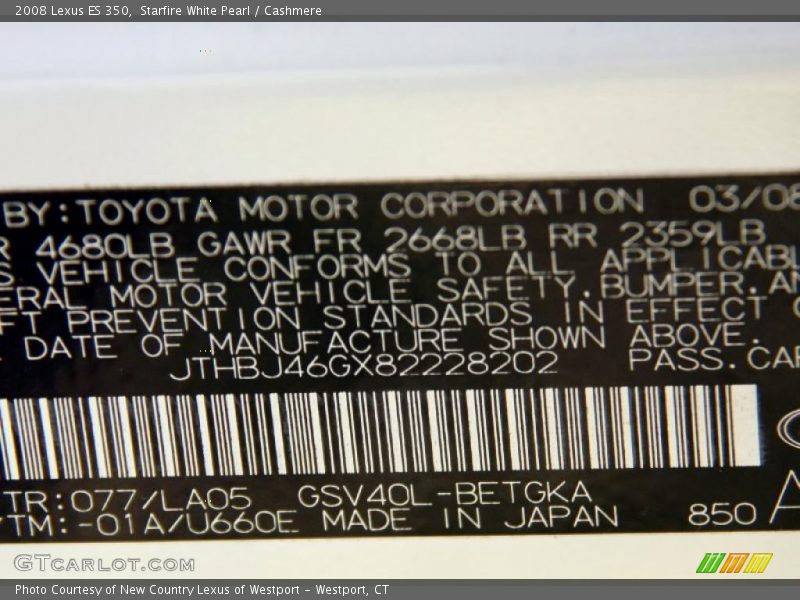 2008 Lexus ES 350, Starfire White Pearl / Cashmere
BY:TOYOTA MOTOR CORPORATION 03/08
R 4680LB GAWR FR 2668LB RR 2359LB
S VEHICLE CONFORMS TO ALL APPLICABL
ERAL MOTOR VEHICLE SAFETY.BUMPER.AN
FT PREVENTION STANDARDS IN EFFECT O
DATE OF MANUFACTURE SHOWN ABOVE.
JTHBJ46GX82228202 PASS.CAR
TR:077/LA05 GSV40L-BETGKA
/TM:-01A/U660E MADE IN JAPAN 850 A
GTCARLOT.COM
Photo Courtesy of New Country Lexus of Westport - Westport, CT